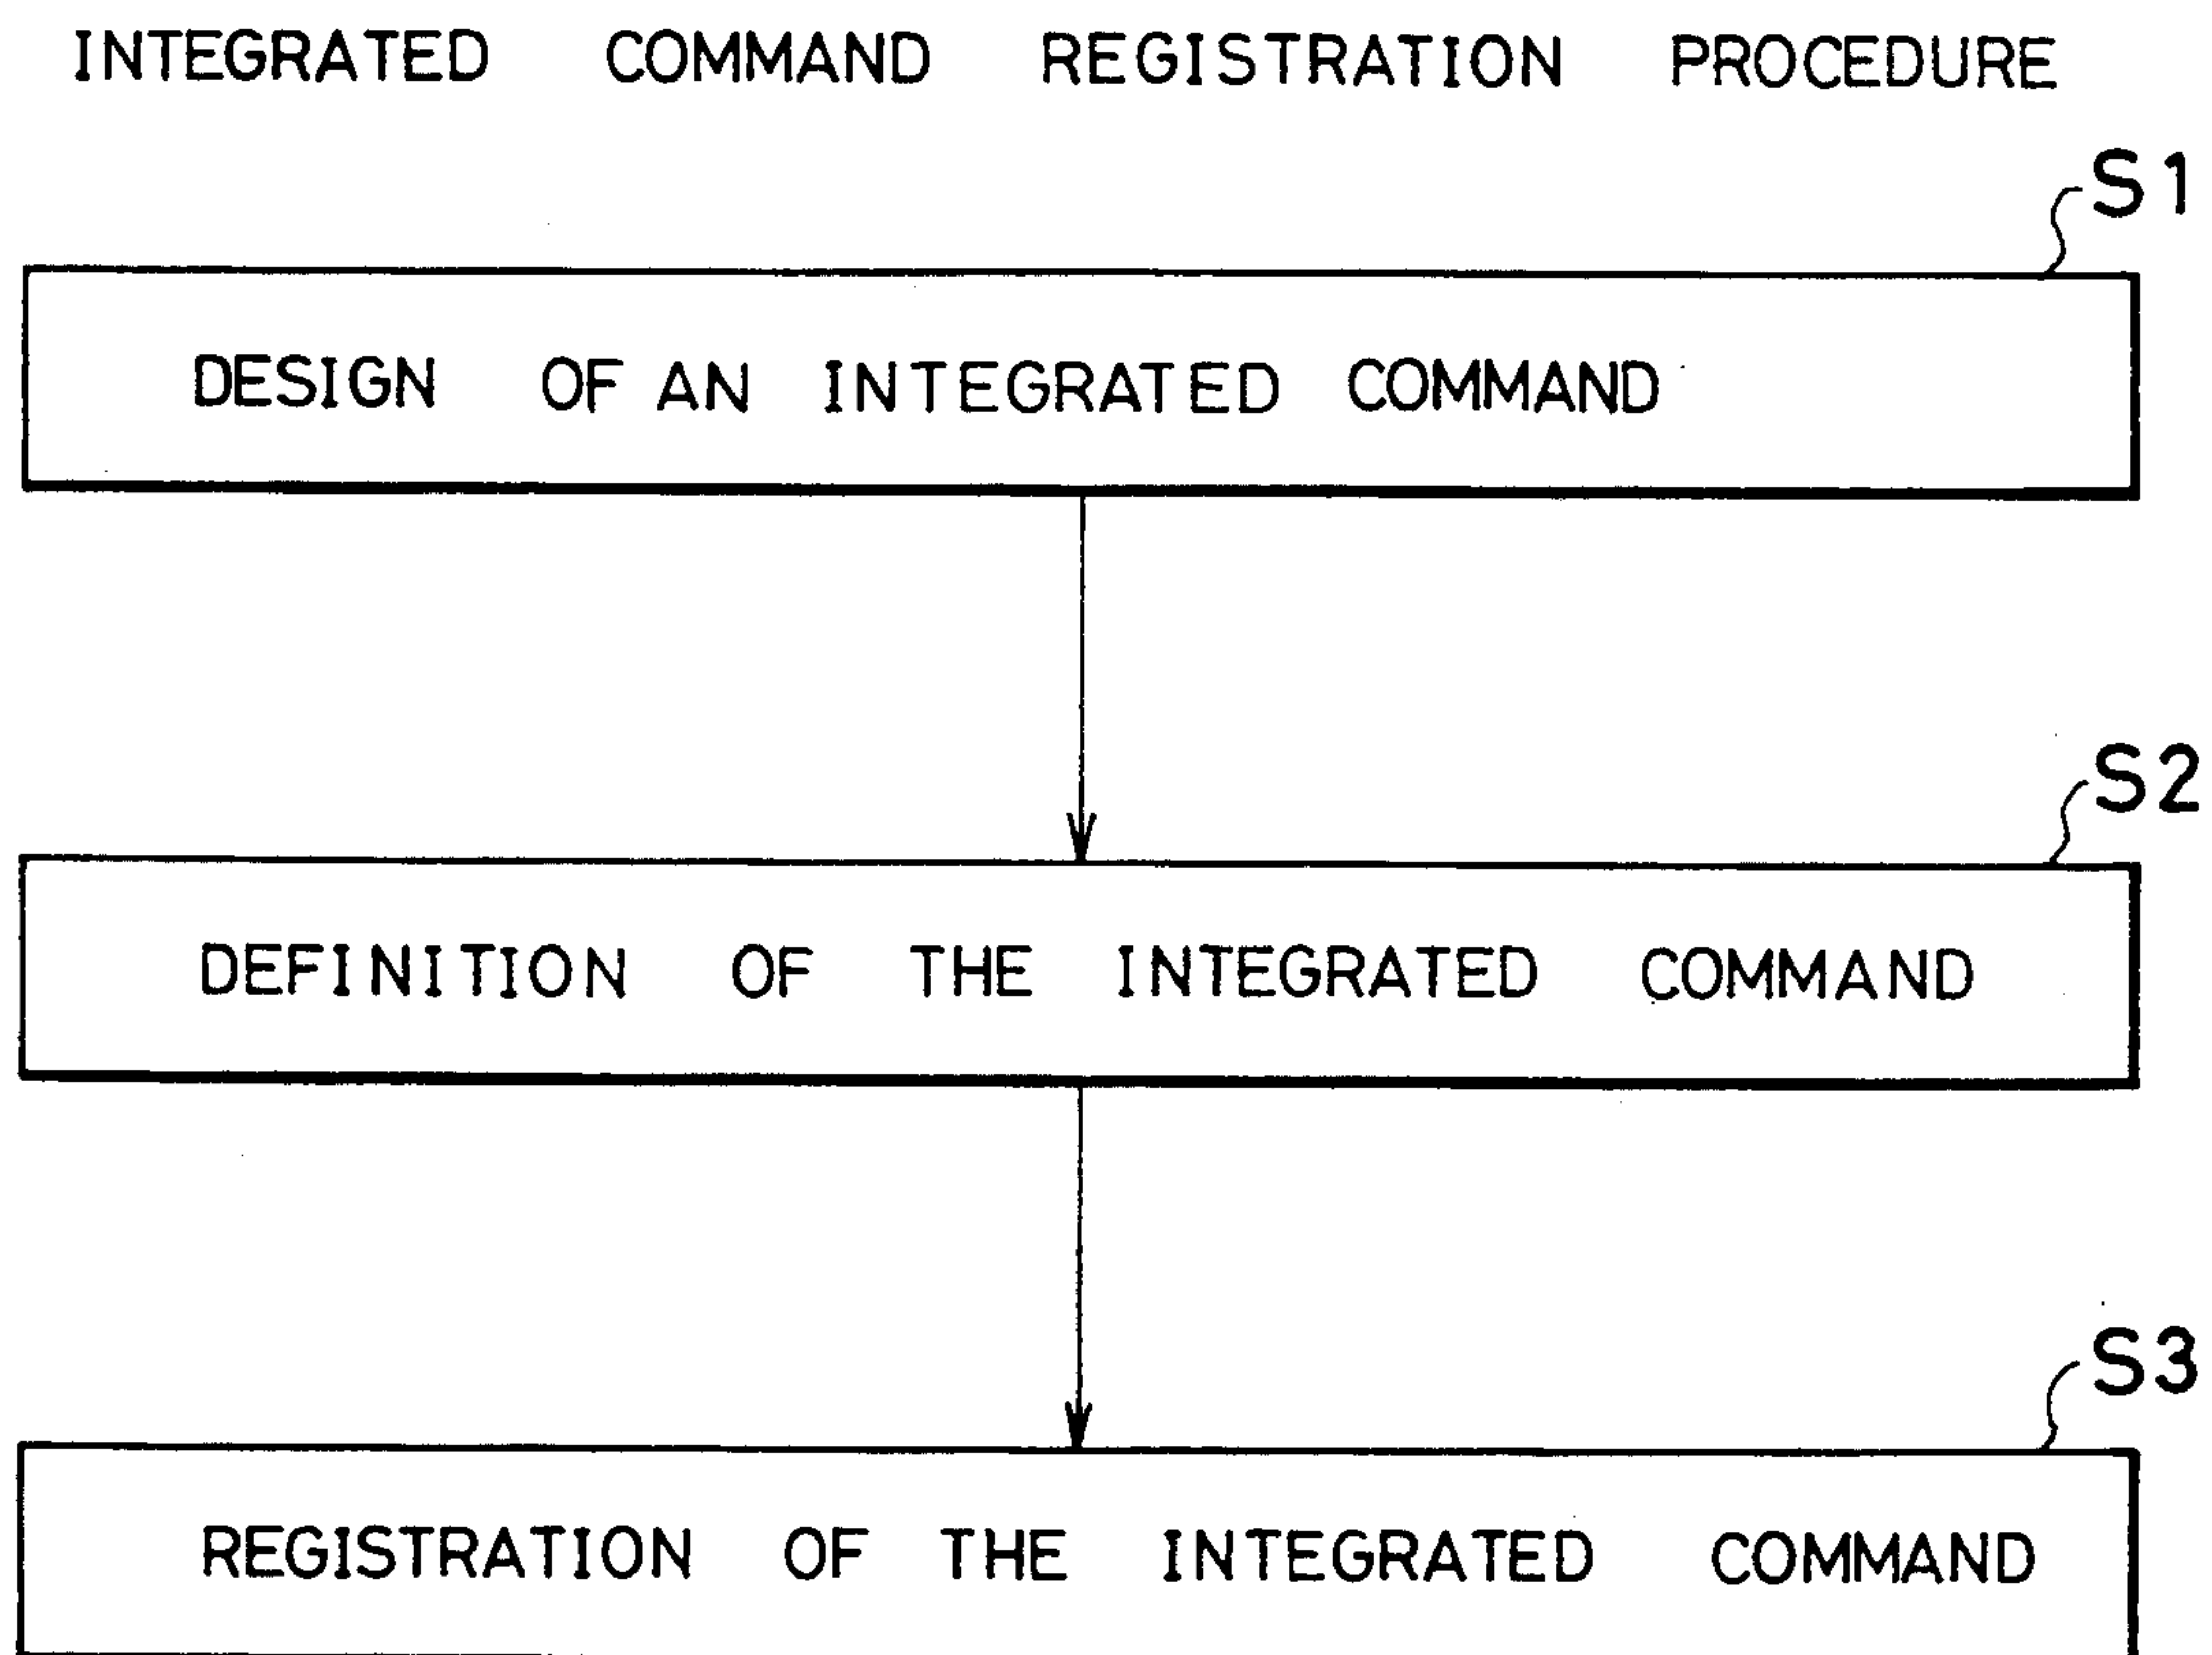 INTEGRATED COMMAND REGISTRATION PROCEDURE
S1
DESIGN OF AN INTEGRATED COMMAND
S2
DEFINITION OF THE INTEGRATED COMMAND
S3
REGISTRATION OF THE INTEGRATED COMMAND